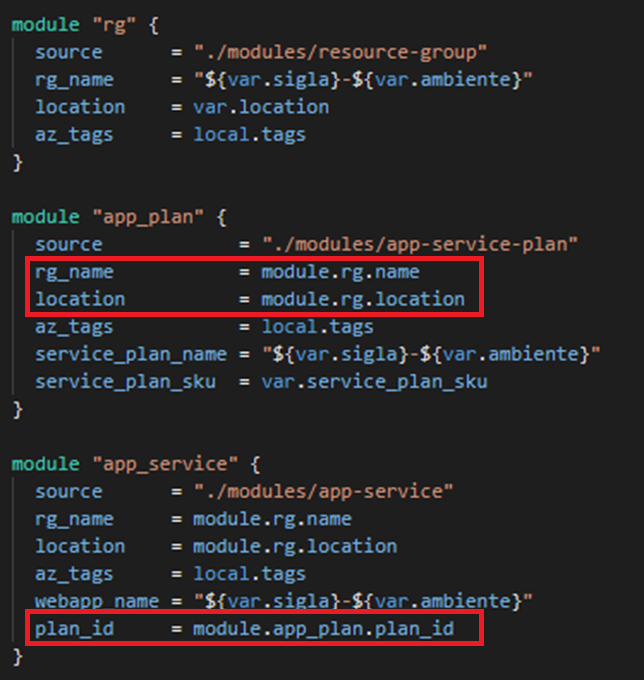 module "rg" {
source = "./modules/resource-group"
rg_name = "${var.sigla}-${var.ambiente}"
location = var.location
az_tags = local.tags
}
module "app_plan" {
source = "./modules/app-service-plan"
rg_name = module.rg.name
location = module.rg.location
az_tags = local.tags
service_plan_name = "${var.sigla}-${var.ambiente}"
service_plan_sku = var.service_plan_sku
}
module "app_service" {
source = "./modules/app-service"
rg_name = module.rg.name
location = module.rg.location
az_tags = local.tags
webapp_name = "${var.sigla}-${var.ambiente}"
plan_id = module.app_plan.plan_id
}